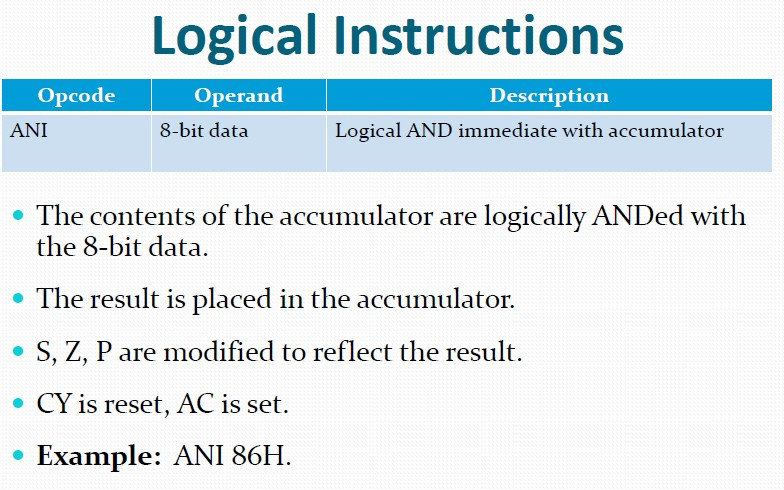 Logical Instructions
Opcode Operand Description
ANI 8-bit data Logical AND immediate with accumulator
• The contents of the accumulator are logically ANDed with
the 8-bit data.
• The result is placed in the accumulator.
• S, Z, P are modified to reflect the result.
• CY is reset, AC is set.
• Example: ANI 86H.